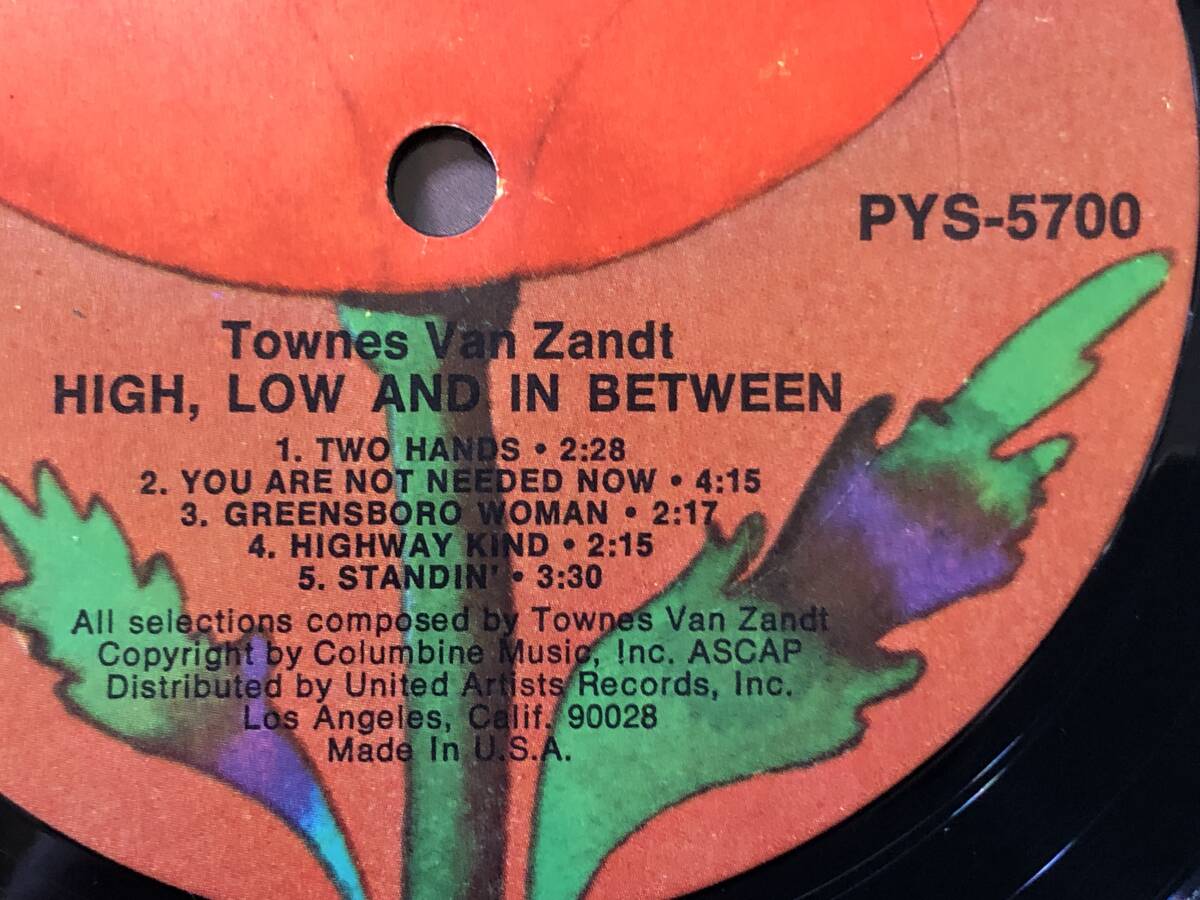 PYS-5700
Townes Van Zandt
HIGH, LOW AND IN BETWEEN
1. TWO HANDS • 2:28
2. YOU ARE NOT NEEDED NOW • 4:15
3. GREENSBORO WOMAN • 2:17
4. HIGHWAY KIND • 2:15
5. STANDIN' • 3:30
All selections composed by Townes Van Zandt
Copyright by Columbine Music, Inc. ASCAP
Distributed by United Artists Records, Inc.
Los Angeles, Calif. 90028
Made In U.S.A.